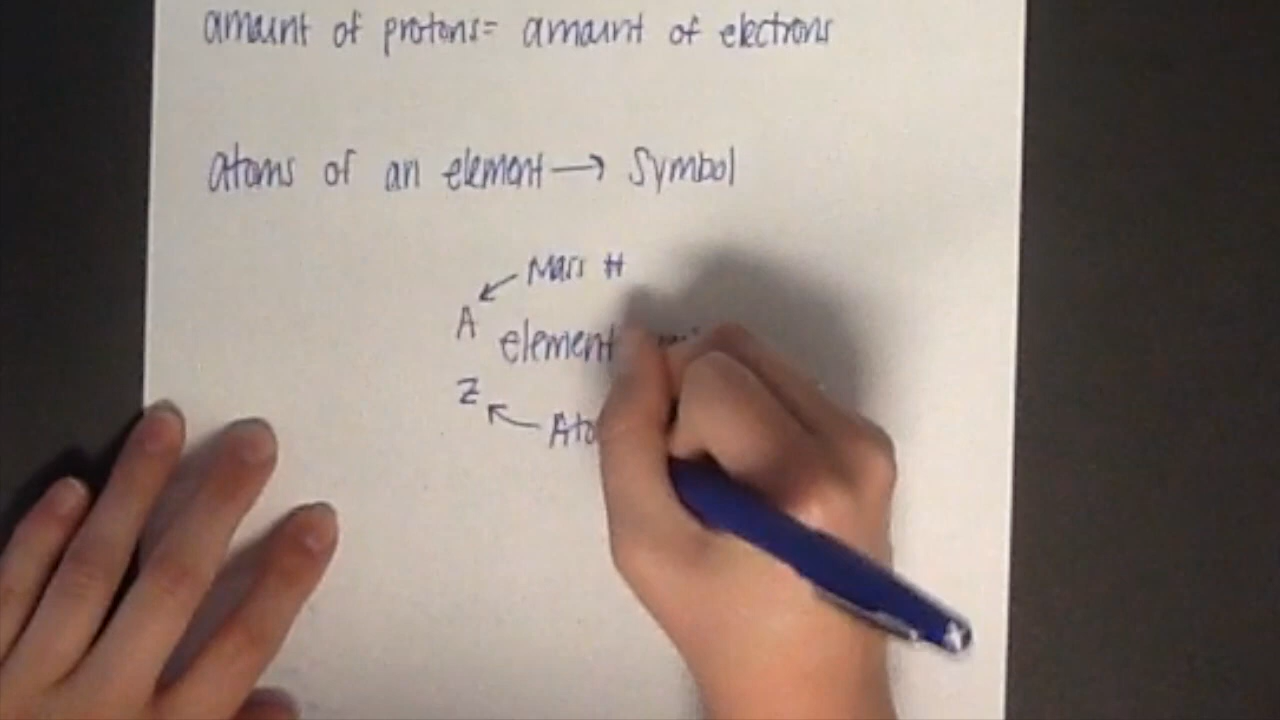 amount of protons= amount of electrons
atoms of an element→ Symbol
Mass #
A
element
Z